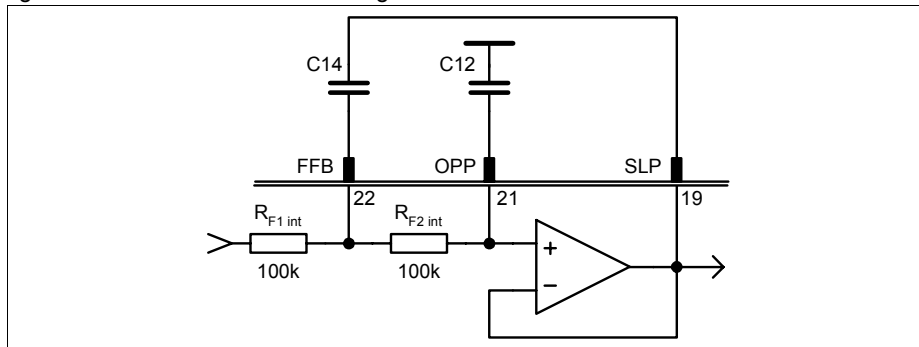 C14
C12
FFB
OPP
SLP
22
21
19
RF1 int
RF2 int
100k
100k
+
−